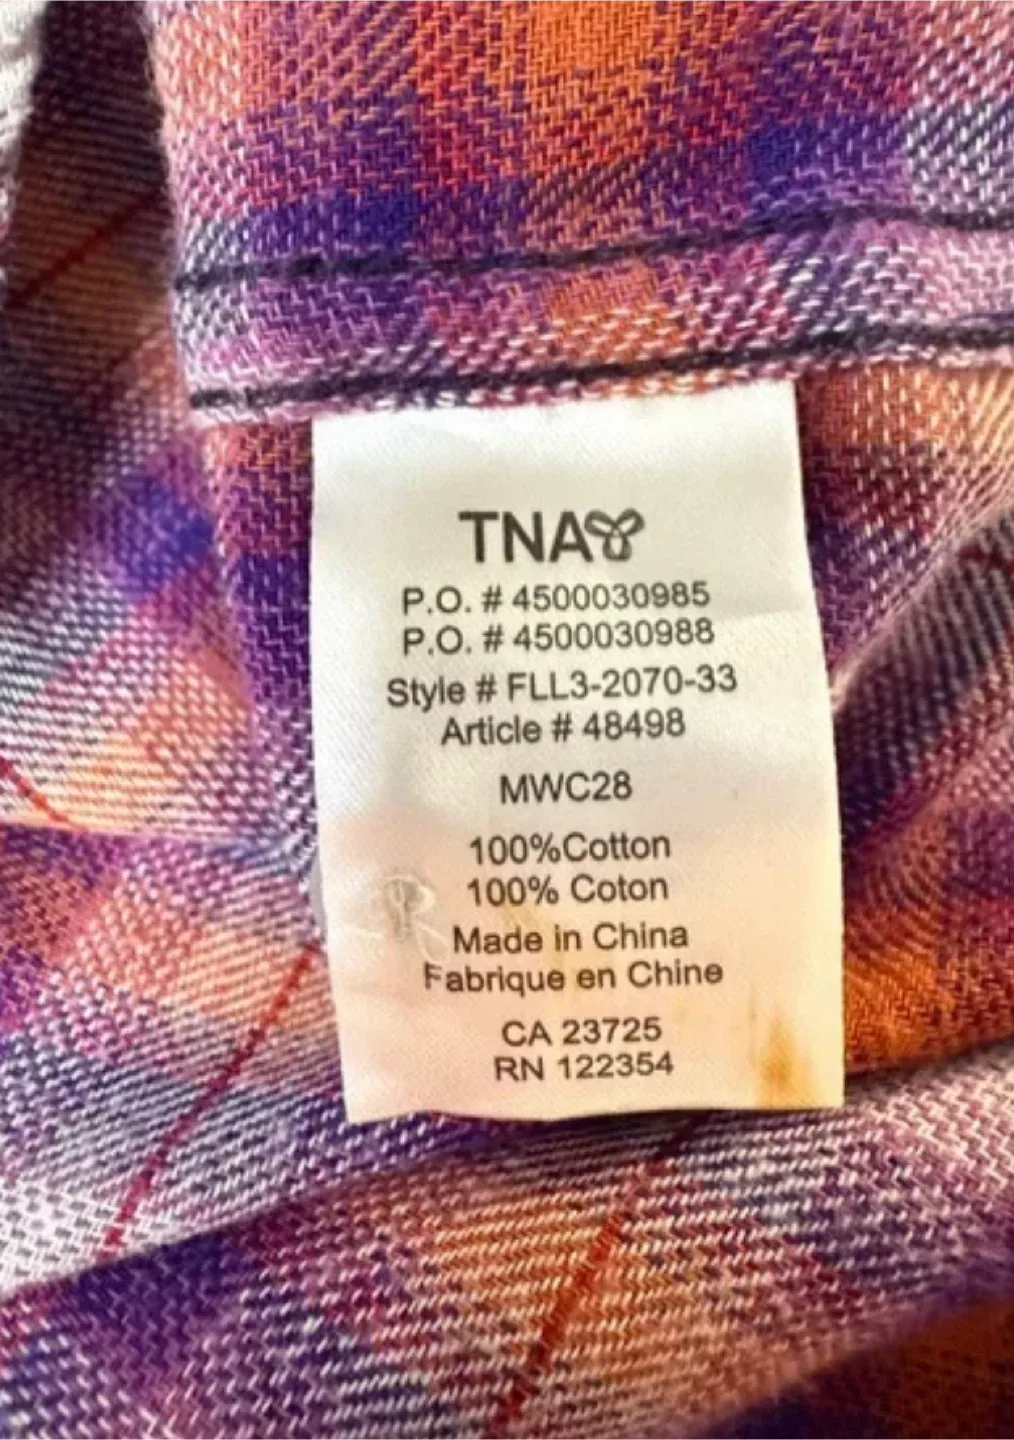 TNA
P.O. # 4500030985
P.O. # 4500030988
Style # FLL3-2070-33
Article # 48498
MWC28
100%Cotton
100% Coton
Made in China
Fabrique en Chine
CA 23725
RN 122354